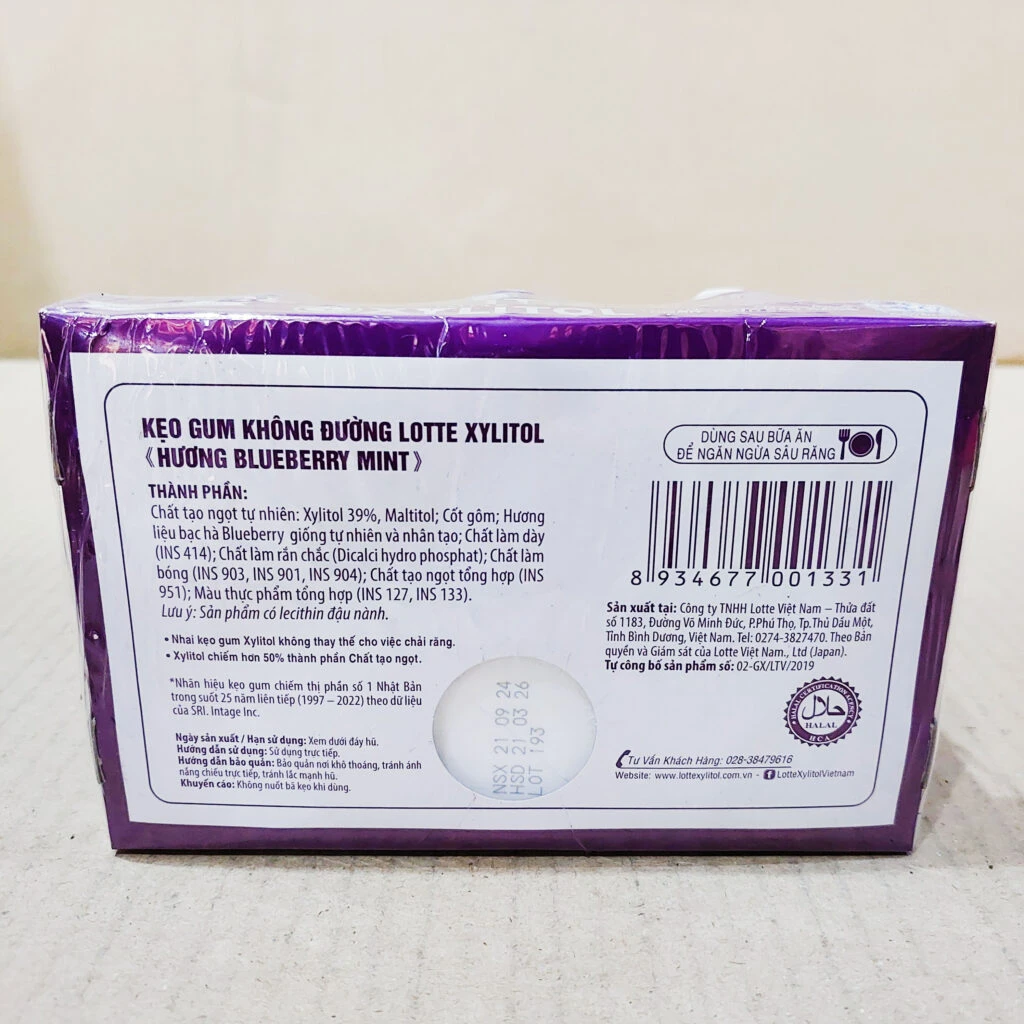 XYLITOL
KẸO GUM KHÔNG ĐƯỜNG LOTTE XYLITOL
《HƯƠNG BLUEBERRY MINT》
THÀNH PHẦN:
Chất tạo ngọt tự nhiên: Xylitol 39%, Maltitol; Cốt gôm; Hương
liệu bạc hà Blueberry giống tự nhiên và nhân tạo; Chất làm dày
(INS 414); Chất làm rắn chắc (Dicalci hydro phosphat); Chất làm
bóng (INS 903, INS 901, INS 904); Chất tạo ngọt tổng hợp (INS
951); Màu thực phẩm tổng hợp (INS 127, INS 133).
Lưu ý: Sản phẩm có lecithin đậu nành.
• Nhai kẹo gum Xylitol không thay thế cho việc chải răng.
• Xylitol chiếm hơn 50% thành phần Chất tạo ngọt.
*Nhãn hiệu kẹo gum chiếm thị phần số 1 Nhật Bản
trong suốt 25 năm liên tiếp (1997 – 2022) theo dữ liệu
của SRI. Intage Inc.
Ngày sản xuất / Hạn sử dụng: Xem dưới đáy hũ.
Hướng dẫn sử dụng: Sử dụng trực tiếp.
Hướng dẫn bảo quản: Bảo quản nơi khô thoáng, tránh ánh
nắng chiếu trực tiếp, tránh lắc mạnh hũ.
Khuyến cáo: Không nuốt bã kẹo khi dùng.
NSX 21 09 24
HSD 21 03 26
LOT 193
DÙNG SAU BỮA ĂN
ĐỂ NGĂN NGỪA SÂU RĂNG
8 934677 001331
Sản xuất tại: Công ty TNHH Lotte Việt Nam – Thửa đất
số 1183, Đường Võ Minh Đức, P.Phú Thọ, Tp.Thủ Dầu Một,
Tỉnh Bình Dương, Việt Nam. Tel: 0274-3827470. Theo Bản
quyền và Giám sát của Lotte Việt Nam., Ltd (Japan).
Tự công bố sản phẩm số: 02-GX/LTV/2019
HALAL CERTIFICATION AGENCY
حلال
HALAL
HCA
Tư Vấn Khách Hàng: 028-38479616
Website: www.lottexylitol.com.vn - f LotteXylitolVietnam